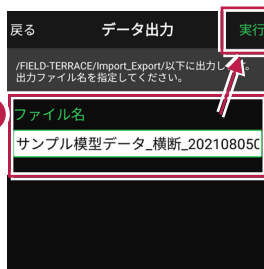 戻る データ出力 実行
/FIELD-TERRACE/Import_Export/以下に出力します。
出力ファイル名を指定してください。
ファイル名
サンプル模型データ_横断_20210805